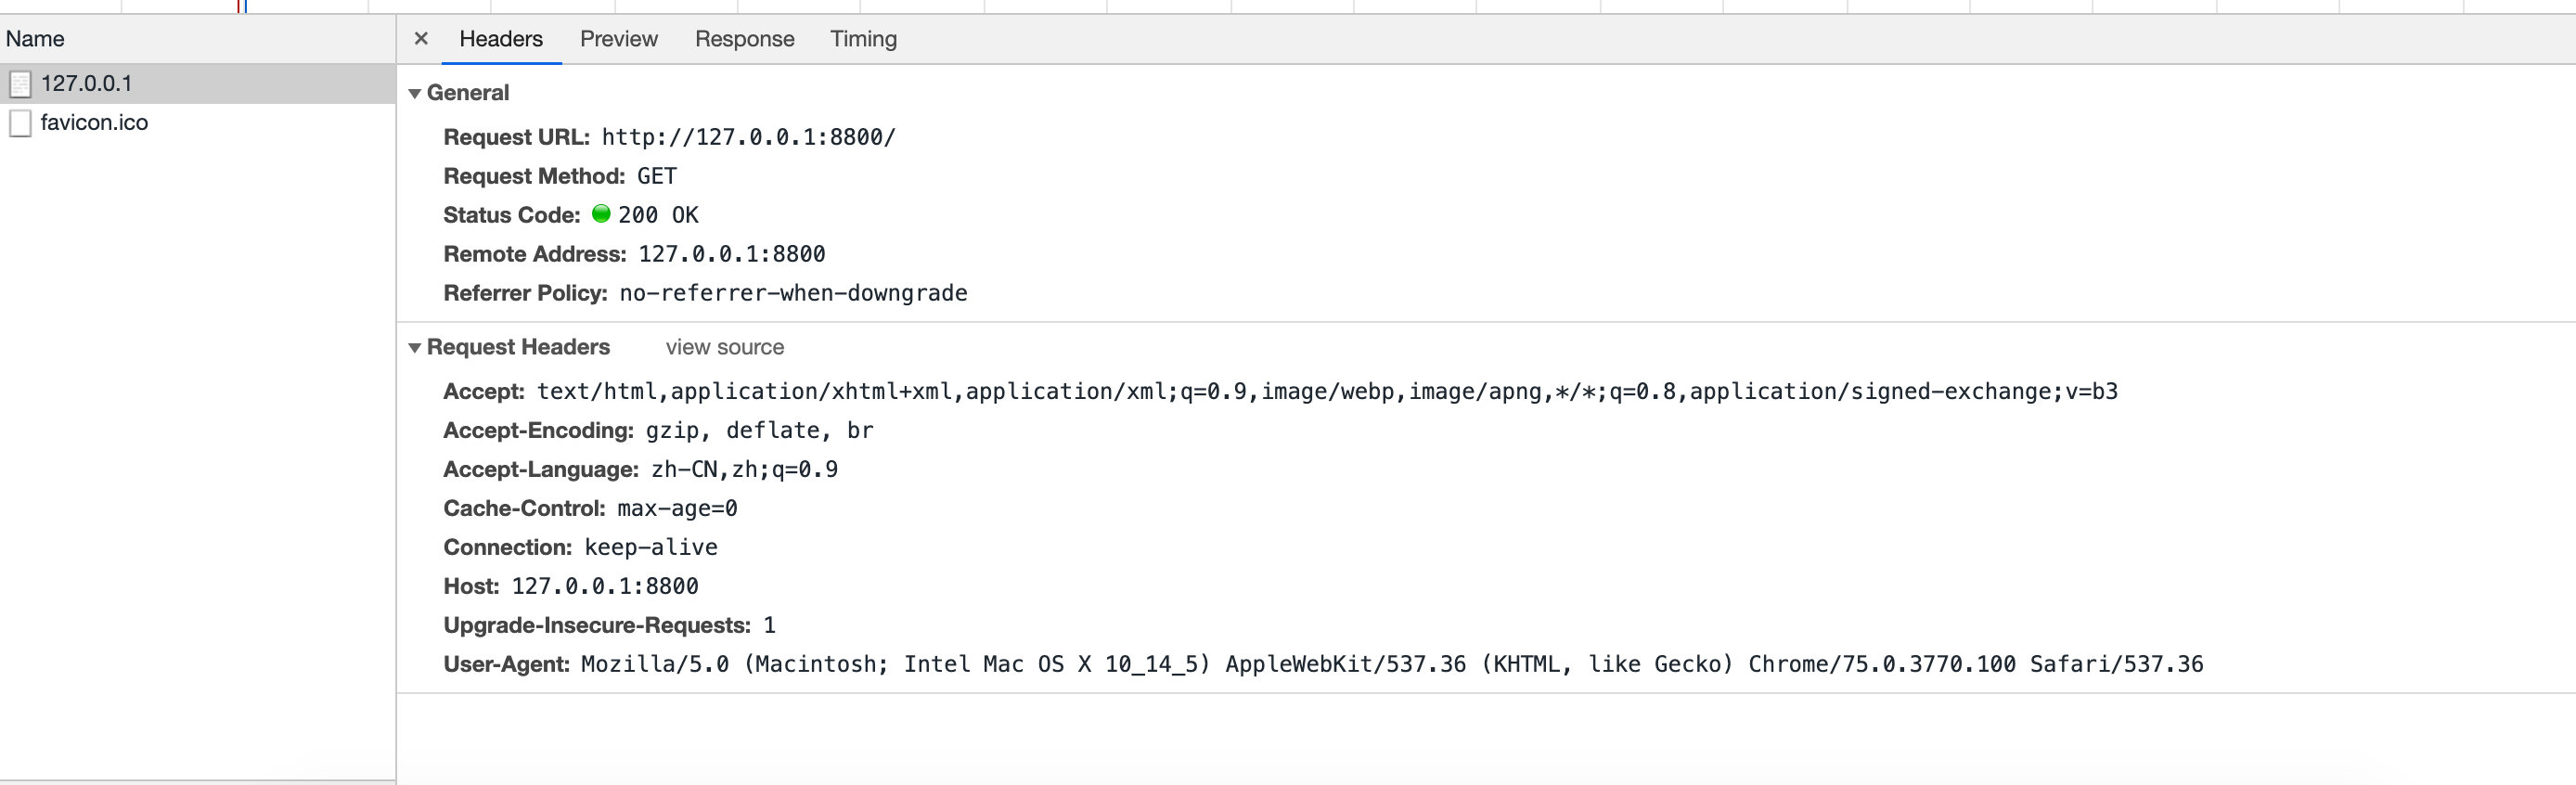 Name
127.0.0.1
favicon.ico
× Headers Preview Response Timing
▼ General
Request URL: http://127.0.0.1:8800/
Request Method: GET
Status Code: 200 OK
Remote Address: 127.0.0.1:8800
Referrer Policy: no-referrer-when-downgrade
▼ Request Headers view source
Accept: text/html,application/xhtml+xml,application/xml;q=0.9,image/webp,image/apng,*/*;q=0.8,application/signed-exchange;v=b3
Accept-Encoding: gzip, deflate, br
Accept-Language: zh-CN,zh;q=0.9
Cache-Control: max-age=0
Connection: keep-alive
Host: 127.0.0.1:8800
Upgrade-Insecure-Requests: 1
User-Agent: Mozilla/5.0 (Macintosh; Intel Mac OS X 10_14_5) AppleWebKit/537.36 (KHTML, like Gecko) Chrome/75.0.3770.100 Safari/537.36